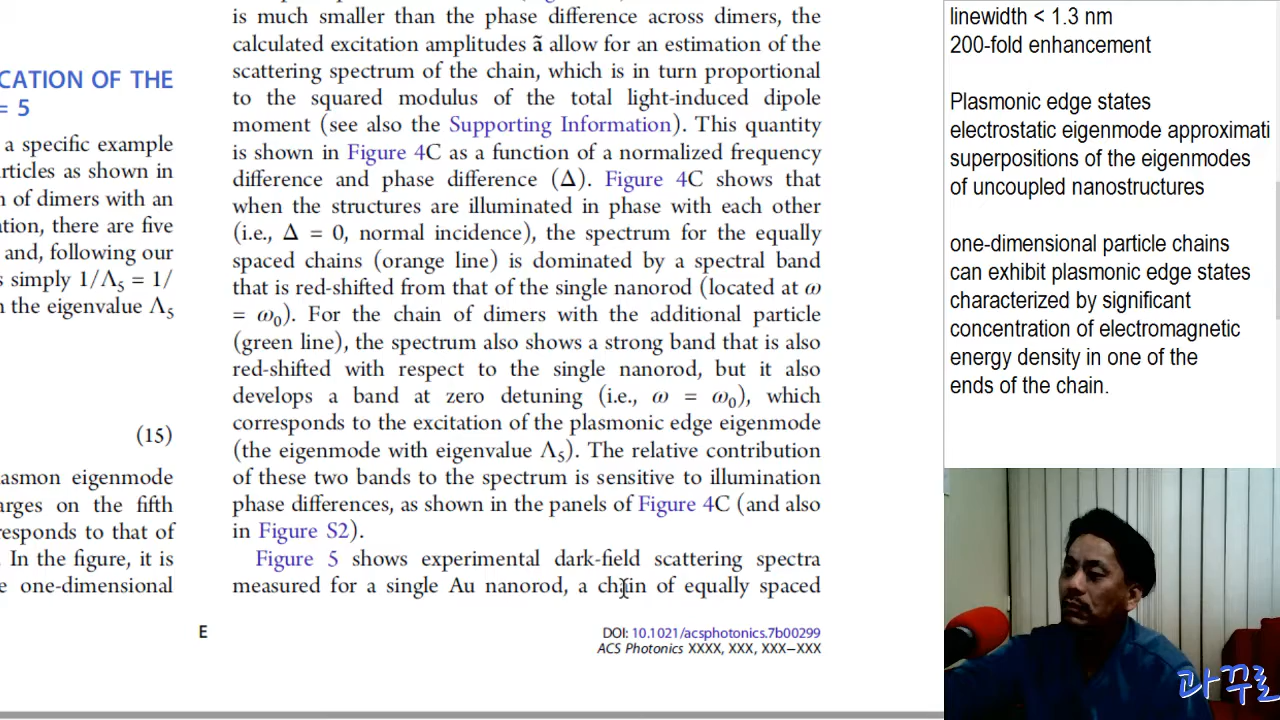 CATION OF THE
= 5
a specific example
rticles as shown in
n of dimers with an
ation, there are five
and, following our
s simply 1/Λ₅ = 1/
n the eigenvalue Λ₅
(15)
asmon eigenmode
arges on the fifth
responds to that of
. In the figure, it is
e one-dimensional
is much smaller than the phase difference across dimers, the
calculated excitation amplitudes ã allow for an estimation of the
scattering spectrum of the chain, which is in turn proportional
to the squared modulus of the total light-induced dipole
moment (see also the Supporting Information). This quantity
is shown in Figure 4C as a function of a normalized frequency
difference and phase difference (Δ). Figure 4C shows that
when the structures are illuminated in phase with each other
(i.e., Δ = 0, normal incidence), the spectrum for the equally
spaced chains (orange line) is dominated by a spectral band
that is red-shifted from that of the single nanorod (located at ω
= ω₀). For the chain of dimers with the additional particle
(green line), the spectrum also shows a strong band that is also
red-shifted with respect to the single nanorod, but it also
develops a band at zero detuning (i.e., ω = ω₀), which
corresponds to the excitation of the plasmonic edge eigenmode
(the eigenmode with eigenvalue Λ₅). The relative contribution
of these two bands to the spectrum is sensitive to illumination
phase differences, as shown in the panels of Figure 4C (and also
in Figure S2).
Figure 5 shows experimental dark-field scattering spectra
measured for a single Au nanorod, a chain of equally spaced
E
DOI: 10.1021/acsphotonics.7b00299
ACS Photonics XXXX, XXX, XXX−XXX
linewidth < 1.3 nm
200-fold enhancement
Plasmonic edge states
electrostatic eigenmode approximati
superpositions of the eigenmodes
of uncoupled nanostructures
one-dimensional particle chains
can exhibit plasmonic edge states
characterized by significant
concentration of electromagnetic
energy density in one of the
ends of the chain.
과꾸로